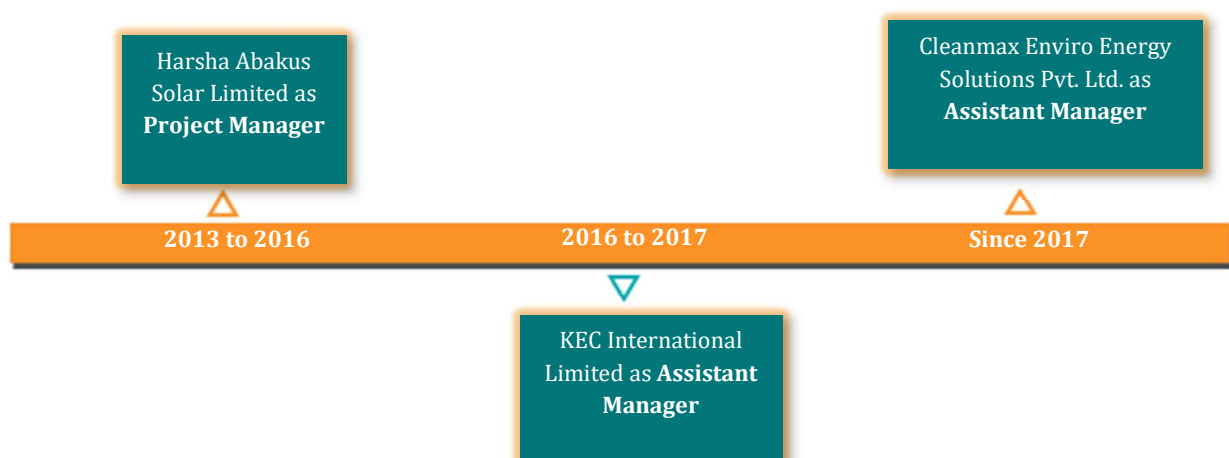 Harsha Abakus
Solar Limited as
Project Manager
Cleanmax Enviro Energy
Solutions Pvt. Ltd. as
Assistant Manager
2013 to 2016
2016 to 2017
Since 2017
KEC International
Limited as Assistant
Manager